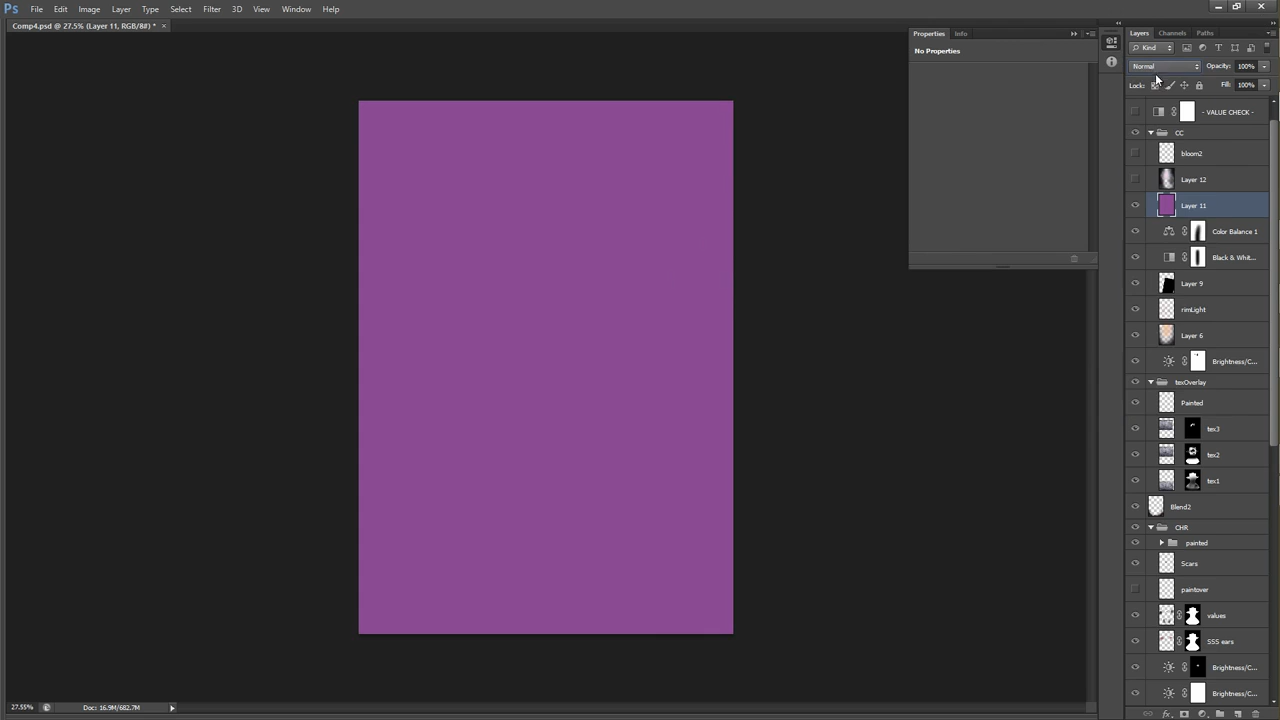 Ps File Edit Image Layer Type Select Filter 3D View Window Help
Comp4.psd @ 27.5% (Layer 11, RGB/8#) *
Properties Info
No Properties
Layers Channels Paths
Kind
Normal Opacity: 100%
Lock: Fill: 100%
- VALUE CHECK -
CC
bloom2
Layer 12
Layer 11
Color Balance 1
Black & Whit...
Layer 9
rimLight
Layer 6
Brightness/C...
texOverlay
Painted
tex3
tex2
tex1
Blend2
CHR
painted
Scars
paintover
values
SSS ears
Brightness/C...
Brightness/C...
27.55% Doc: 16.9M/682.7M